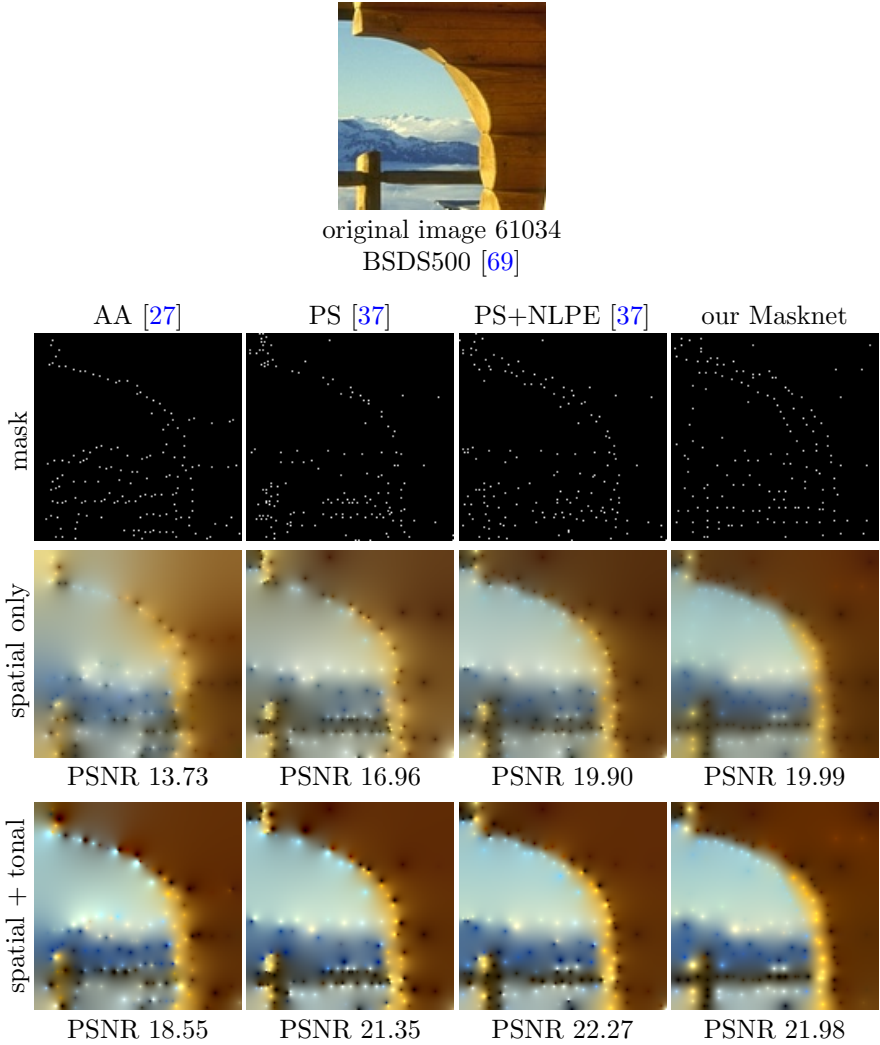 original image 61034
BSDS500 [69]
AA [27] PS [37] PS+NLPE [37] our Masknet
mask
spatial only
PSNR 13.73 PSNR 16.96 PSNR 19.90 PSNR 19.99
spatial + tonal
PSNR 18.55 PSNR 21.35 PSNR 22.27 PSNR 21.98